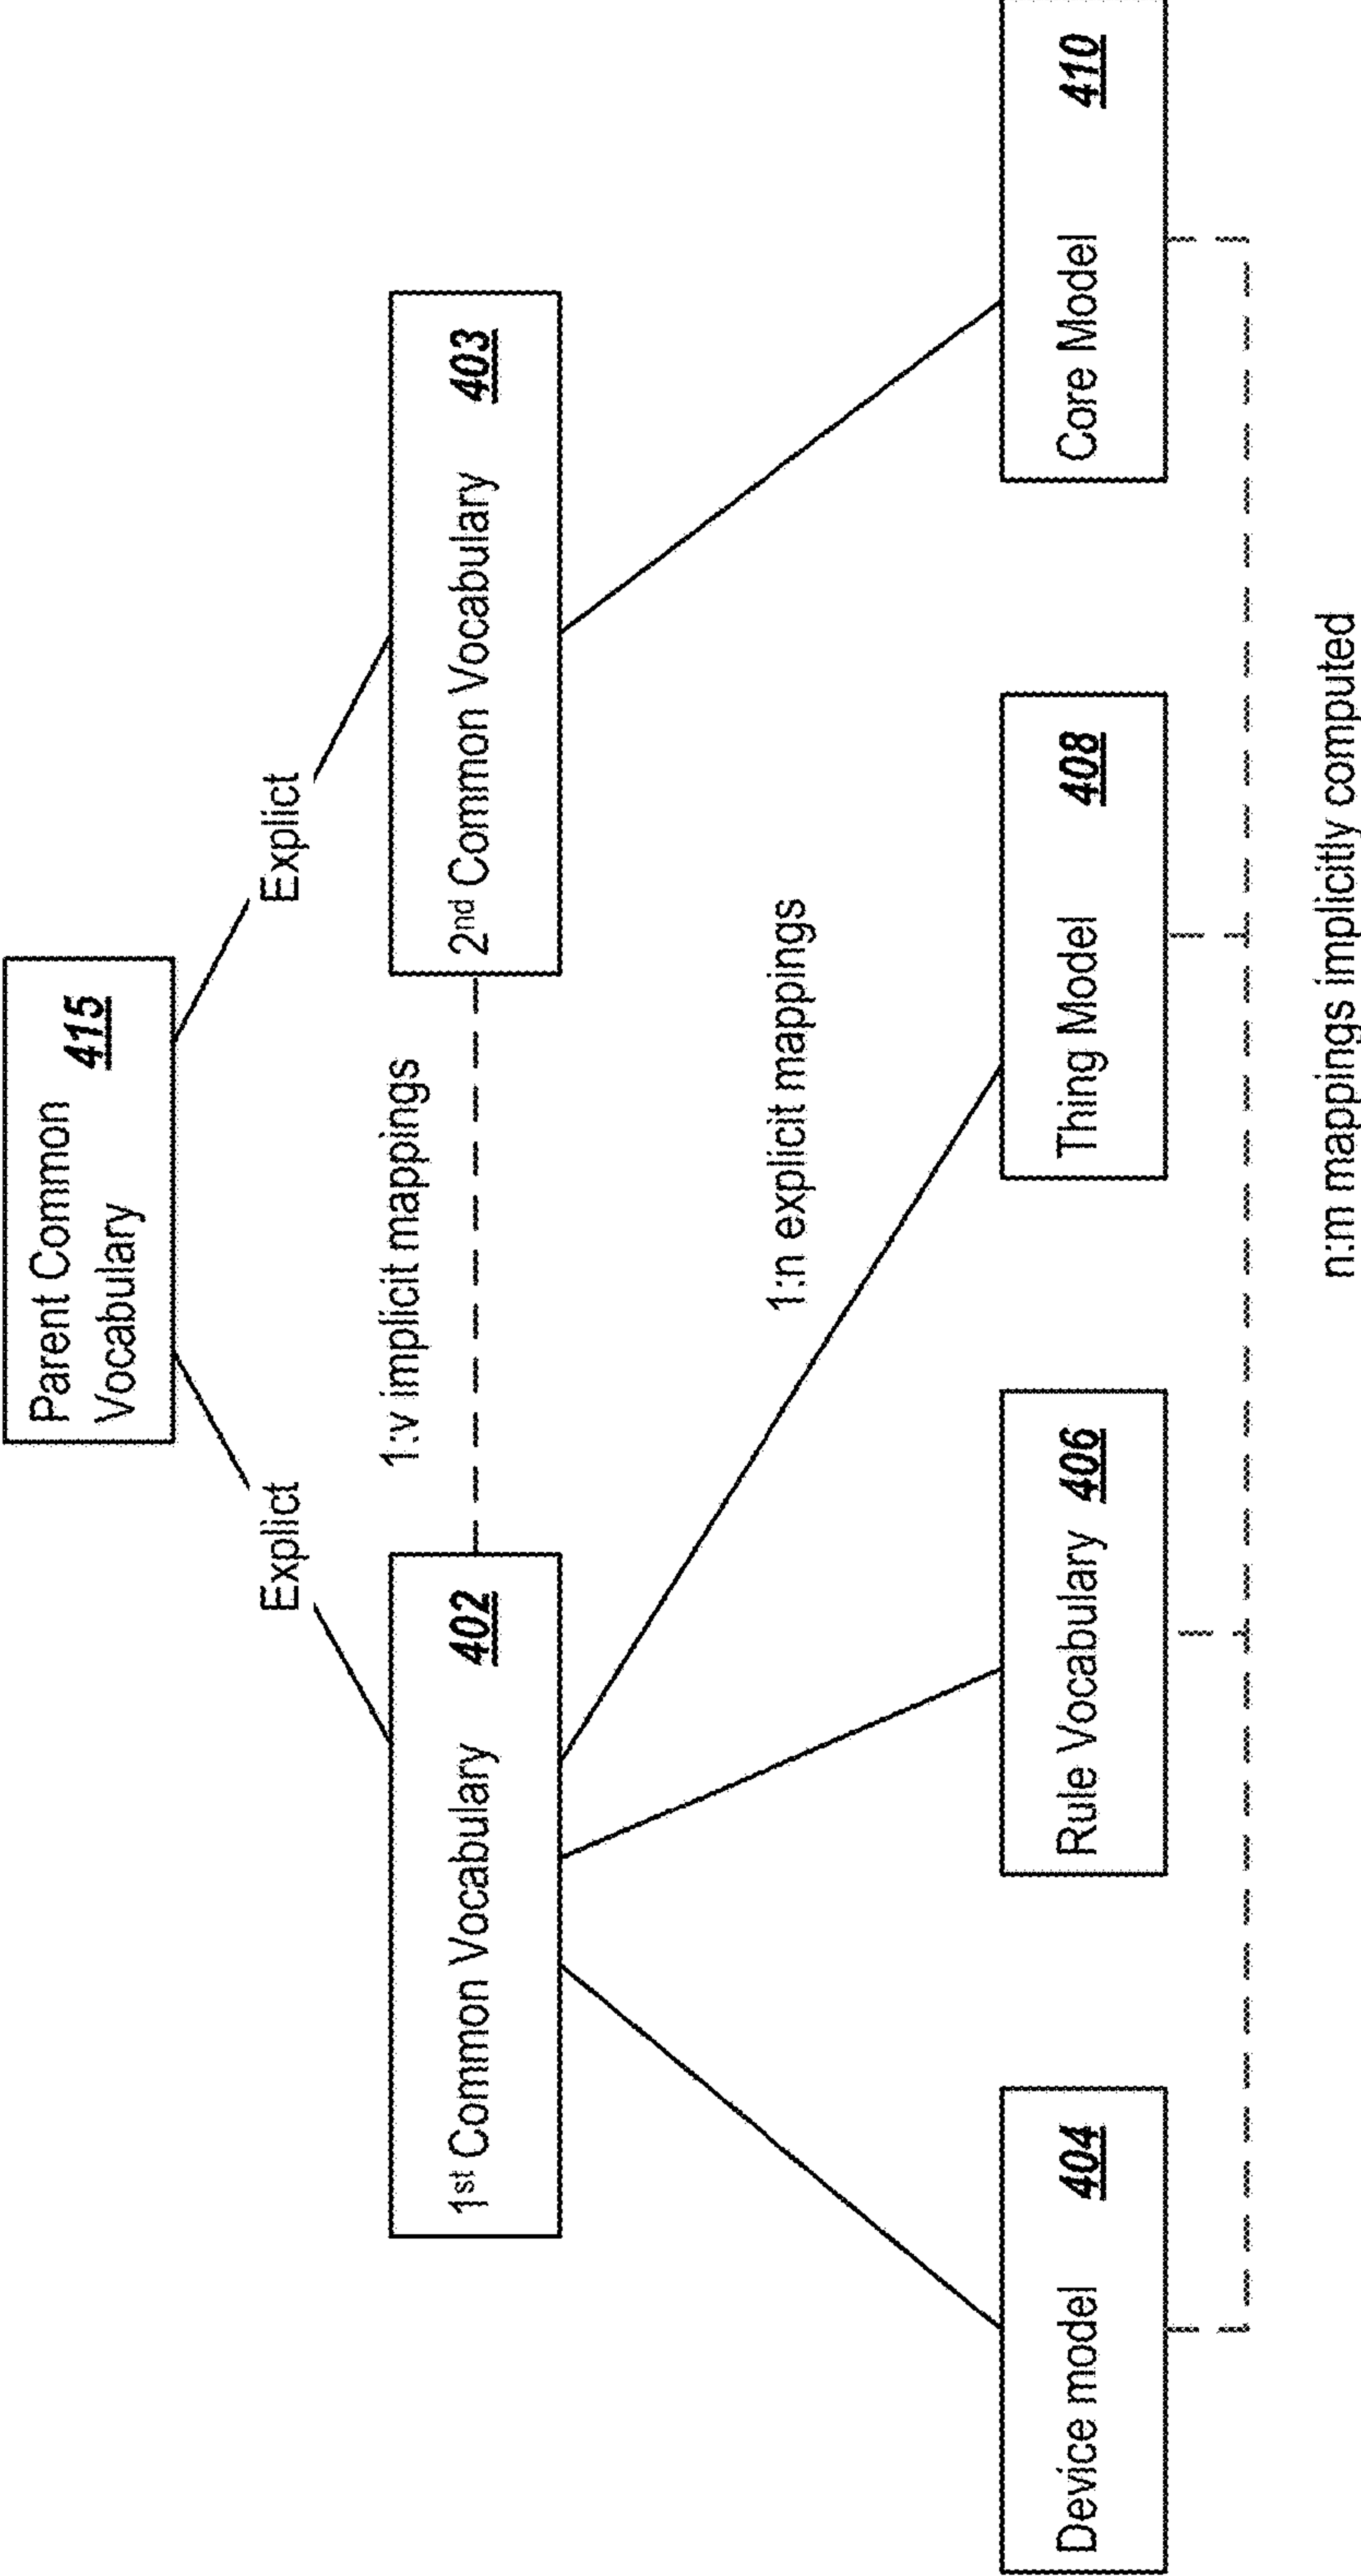 Parent Common
Vocabulary 415
Explict
Explict
1:v implicit mappings
1st Common Vocabulary 402
2nd Common Vocabulary 403
1:n explicit mappings
Device model 404
Rule Vocabulary 406
Thing Model 408
Core Model 410
n:m mappings implicitly computed